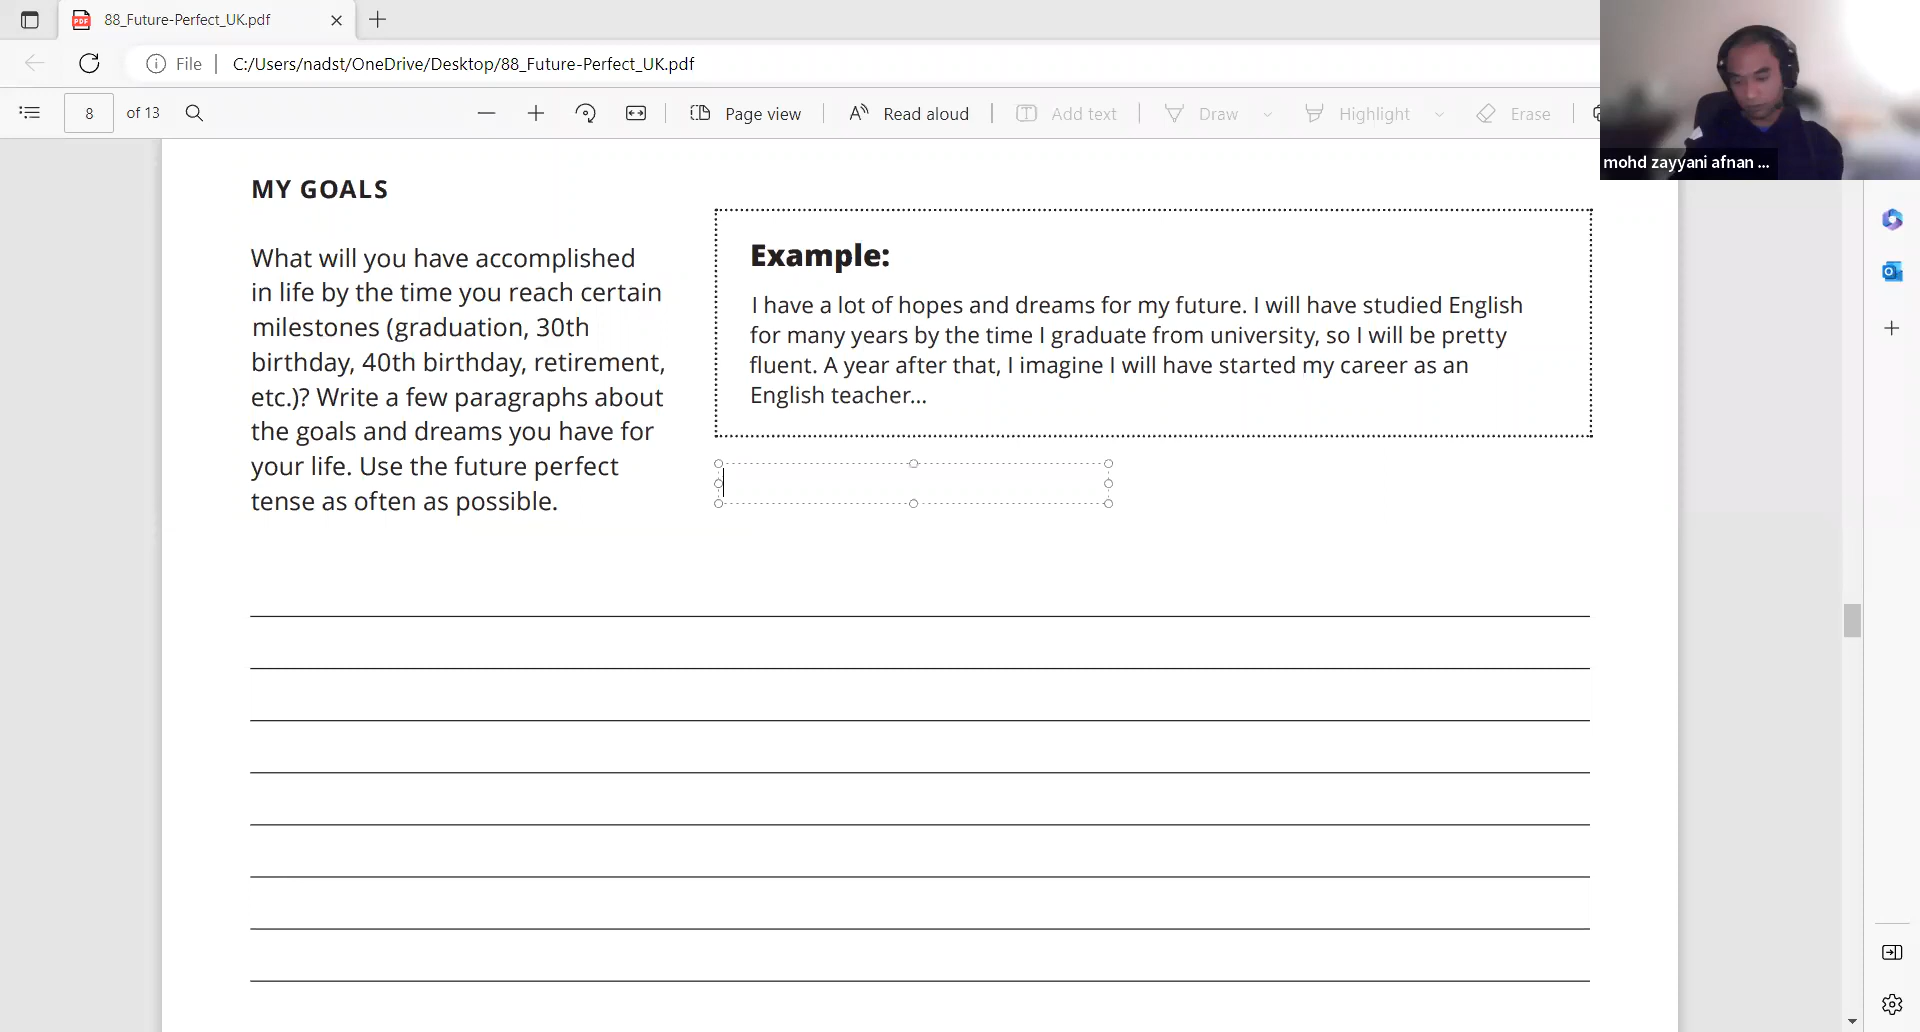 88_Future-Perfect_UK.pdf
File
C:/Users/nadst/OneDrive/Desktop/88_Future-Perfect_UK.pdf
8 of 13
Page view
Read aloud
Add text
Draw
Highlight
Erase
mohd zayyani afnan ...
MY GOALS
What will you have accomplished
in life by the time you reach certain
milestones (graduation, 30th
birthday, 40th birthday, retirement,
etc.)? Write a few paragraphs about
the goals and dreams you have for
your life. Use the future perfect
tense as often as possible.
Example:
I have a lot of hopes and dreams for my future. I will have studied English
for many years by the time I graduate from university, so I will be pretty
fluent. A year after that, I imagine I will have started my career as an
English teacher...